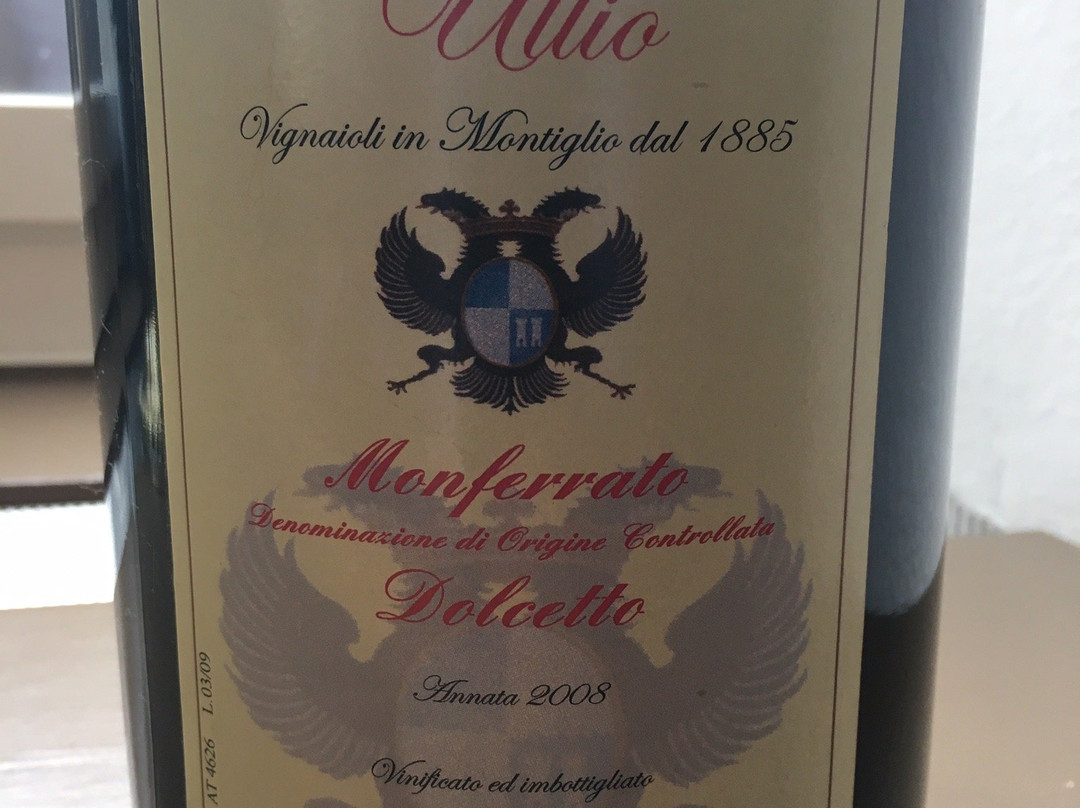 Ullio
Vignaioli in Montiglio dal 1885
Monferrato
Denominazione di Origine Controllata
Dolcetto
Annata 2008
Vinificato ed imbottigliato
AT 4626 L. 03/09